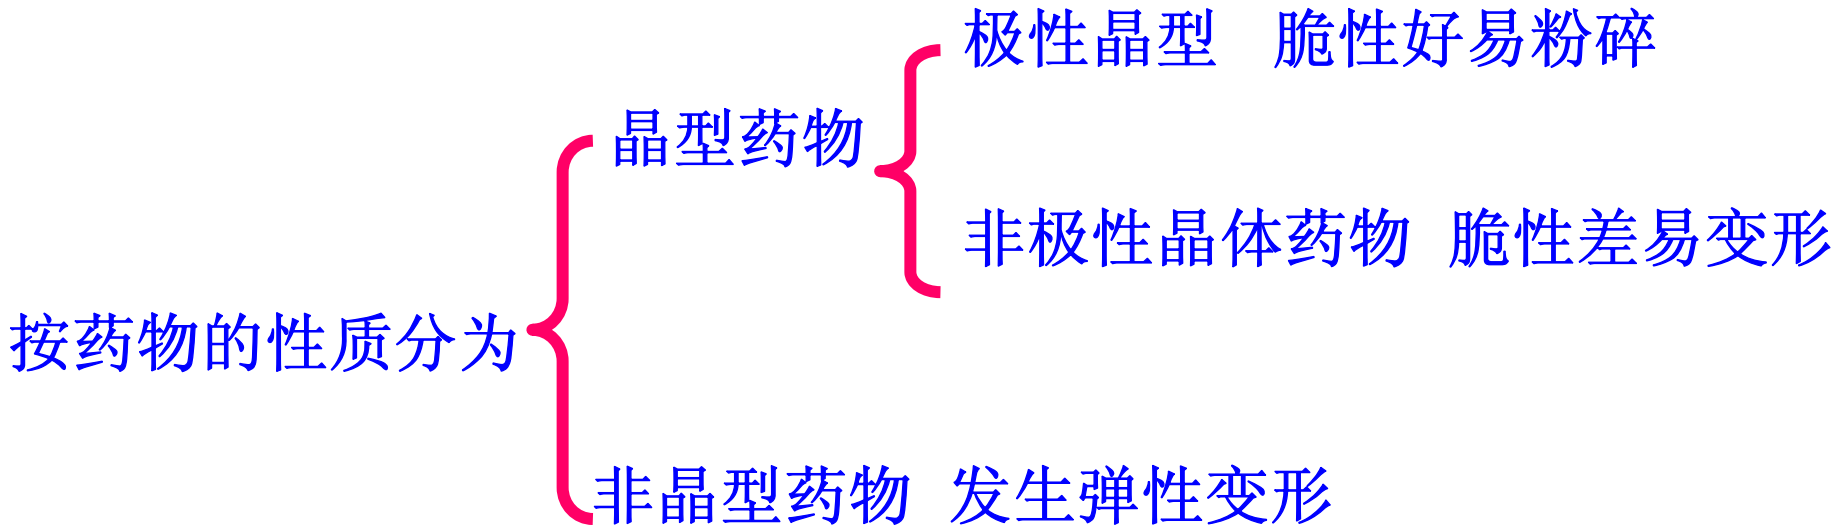 极性晶型 脆性好易粉碎
晶型药物
非极性晶体药物 脆性差易变形
按药物的性质分为
非晶型药物 发生弹性变形